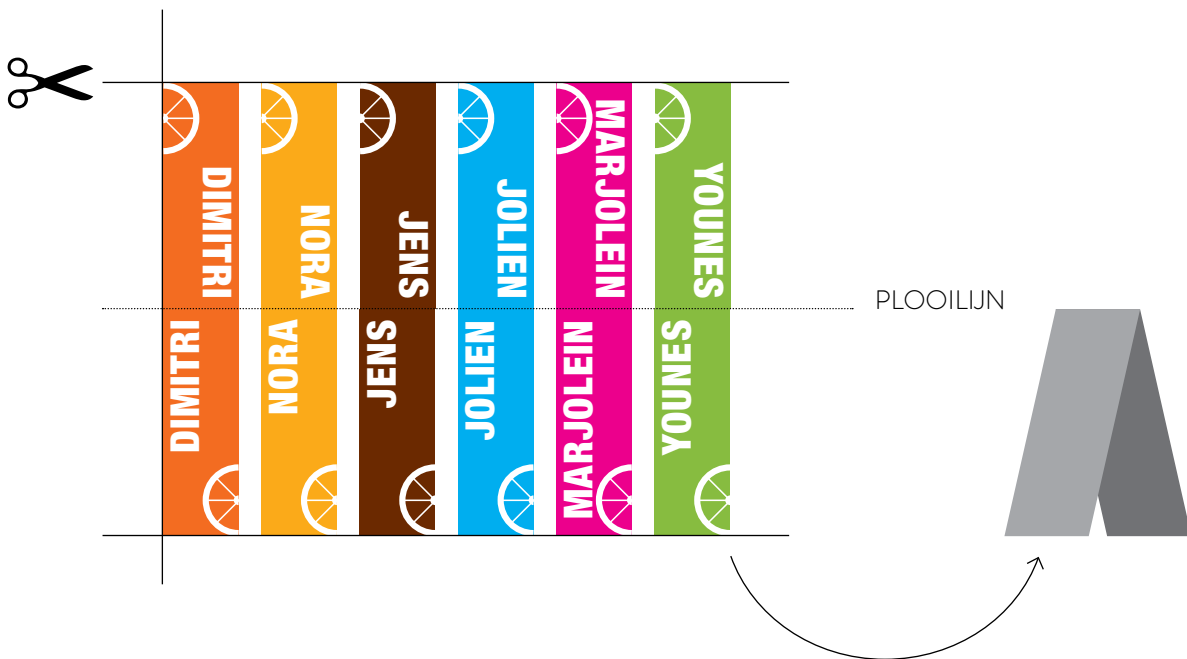 DIMITRI
NORA
JENS
JOLIEN
MARJOLEIN
YOUNES
PLOOILIJN
DIMITRI
NORA
JENS
JOLIEN
MARJOLEIN
YOUNES